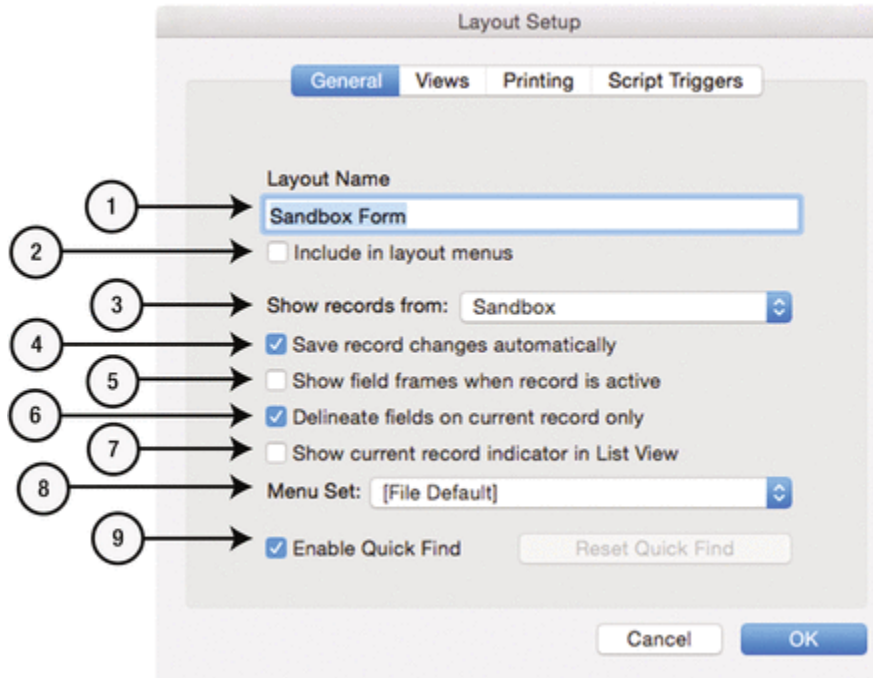 Layout Setup
General Views Printing Script Triggers
Layout Name
1 Sandbox Form
2 Include in layout menus
3 Show records from: Sandbox
4 Save record changes automatically
5 Show field frames when record is active
6 Delineate fields on current record only
7 Show current record indicator in List View
8 Menu Set: [File Default]
9 Enable Quick Find Reset Quick Find
Cancel OK